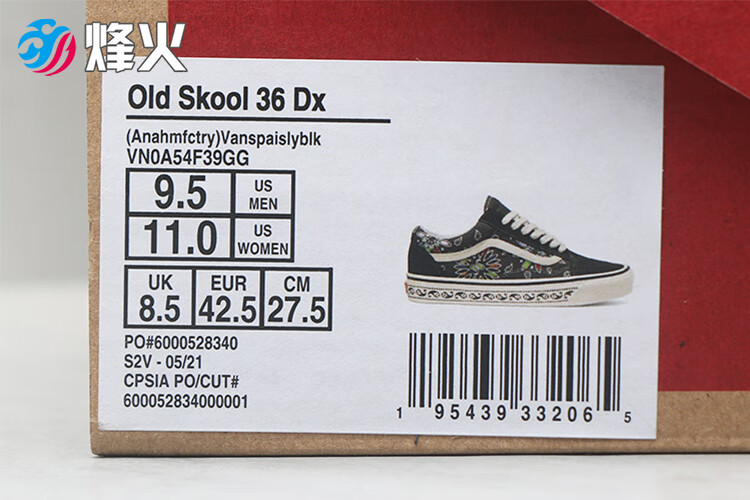 烽火
Old Skool 36 Dx
(Anahmfctry)Vanspaislyblk
VN0A54F39GG
9.5 US MEN
11.0 US WOMEN
UK EUR CM
8.5 42.5 27.5
PO#6000528340
S2V - 05/21
CPSIA PO/CUT#
600052834000001
1 95439 33206 5